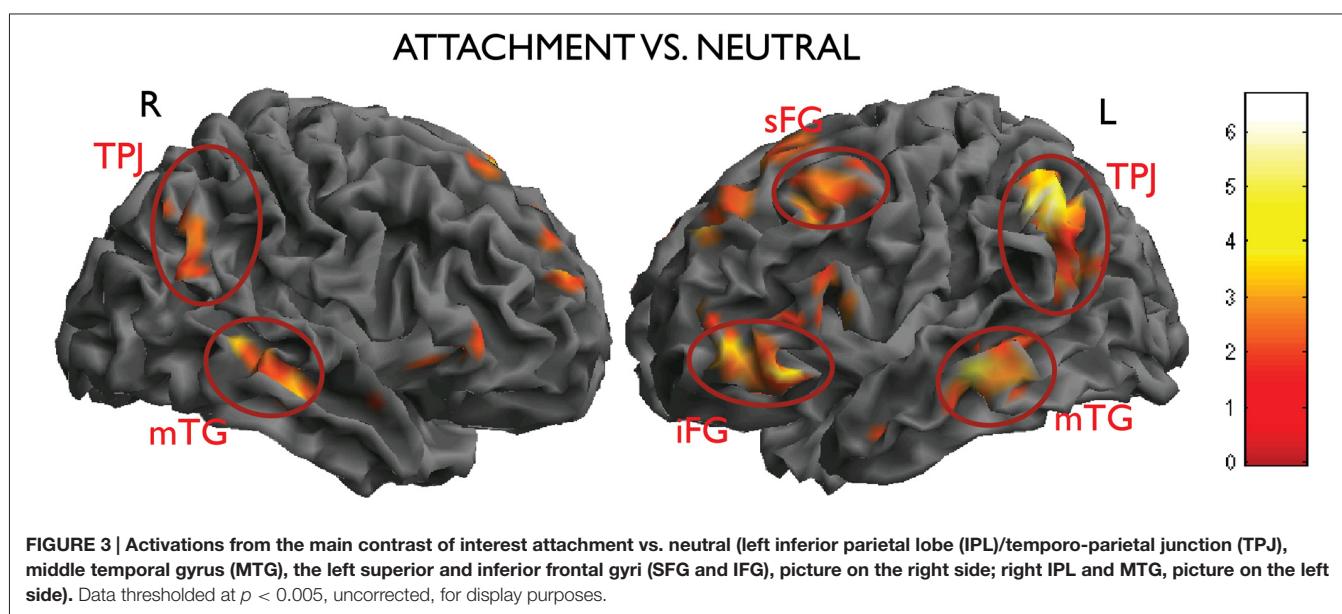 ATTACHMENT VS. NEUTRAL
R
L
TPJ
mTG
sFG
TPJ
iFG
mTG
6
5
4
3
2
1
0
FIGURE 3 | Activations from the main contrast of interest attachment vs. neutral (left inferior parietal lobe (IPL)/temporo-parietal junction (TPJ),
middle temporal gyrus (MTG), the left superior and inferior frontal gyri (SFG and IFG), picture on the right side; right IPL and MTG, picture on the left
side). Data thresholded at p < 0.005, uncorrected, for display purposes.